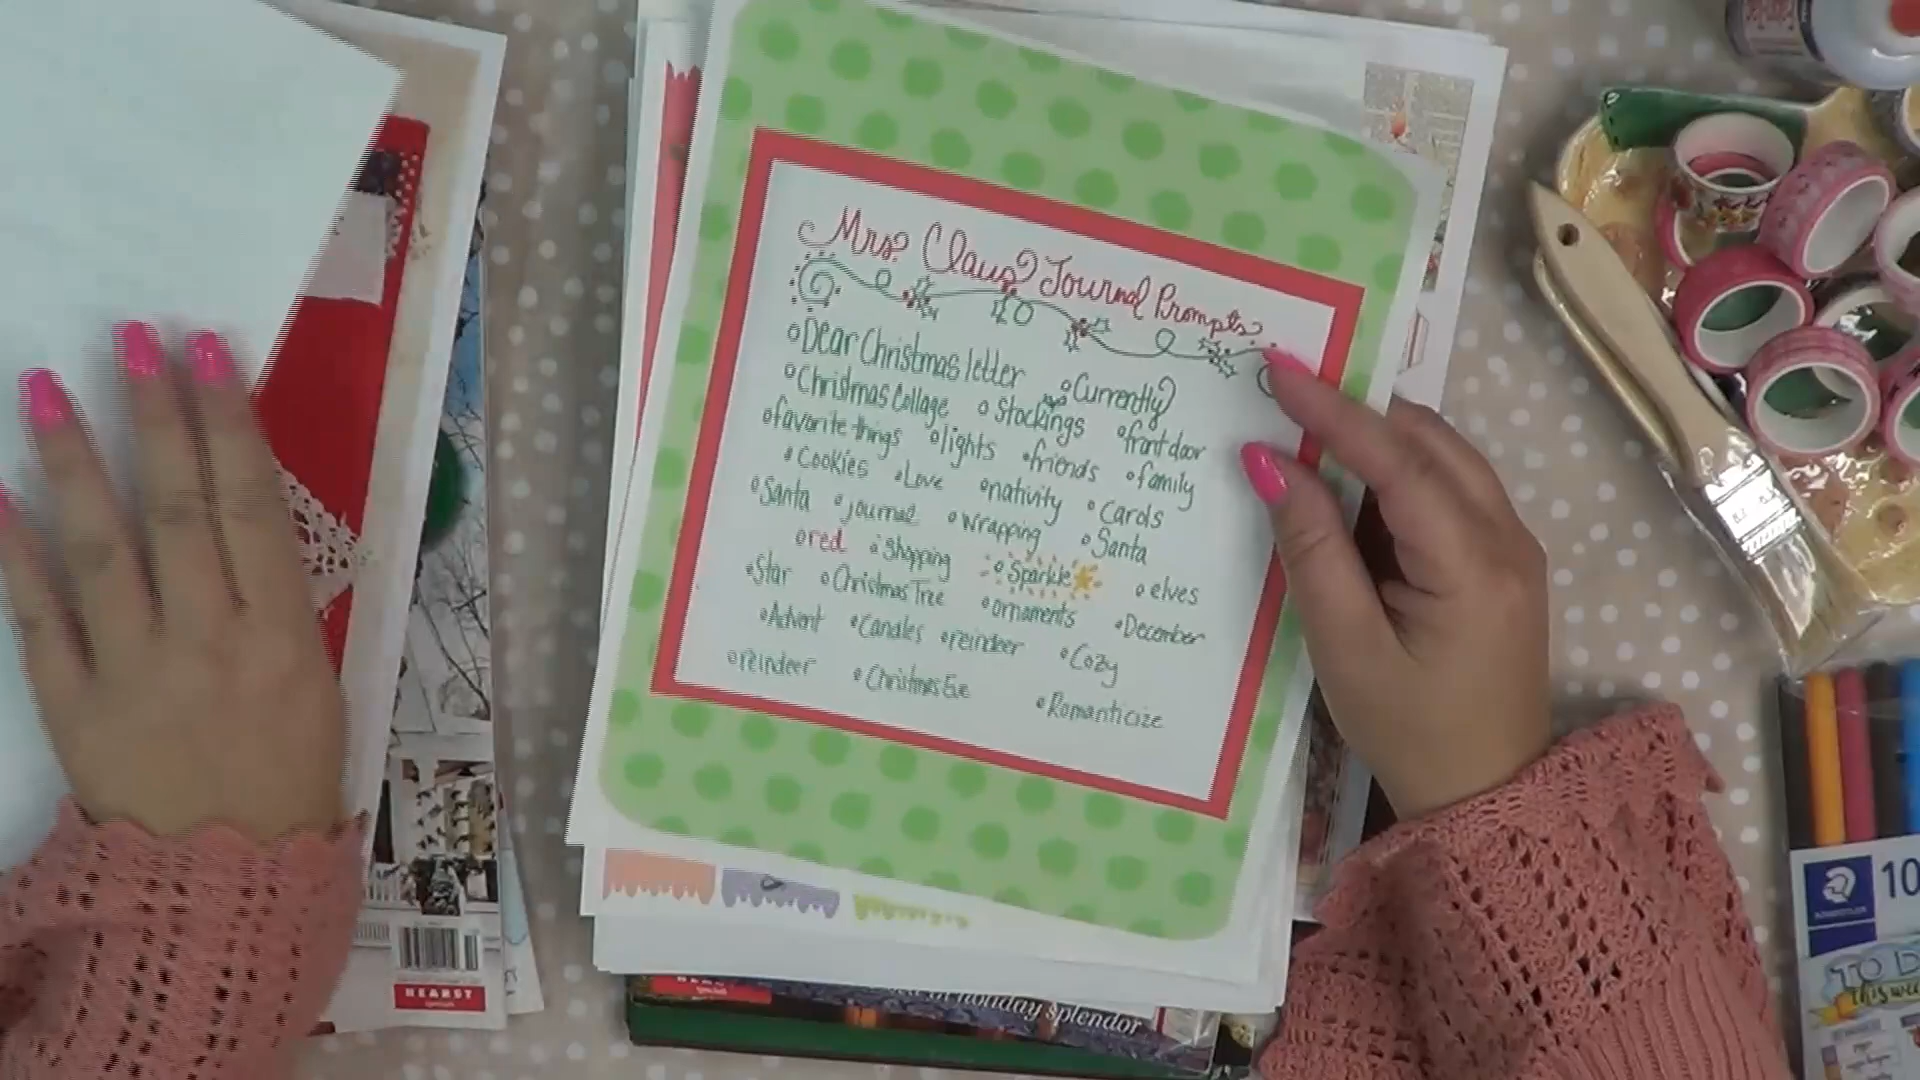 Mrs. Claus Journal Prompts
Dear Christmas letter
Currently
Christmas Collage
Stockings
front door
favorite things
lights
friends
family
Cookies
Love
nativity
Cards
Santa
journal
wrapping
Santa
red
Shopping
Sparkle
elves
Star
Christmas Tree
ornaments
December
Advent
Candles
reindeer
Cozy
reindeer
Christmas Eve
Romanticize
HEARST
holiday splendor
STAEDTLER
10
TO D
this wee